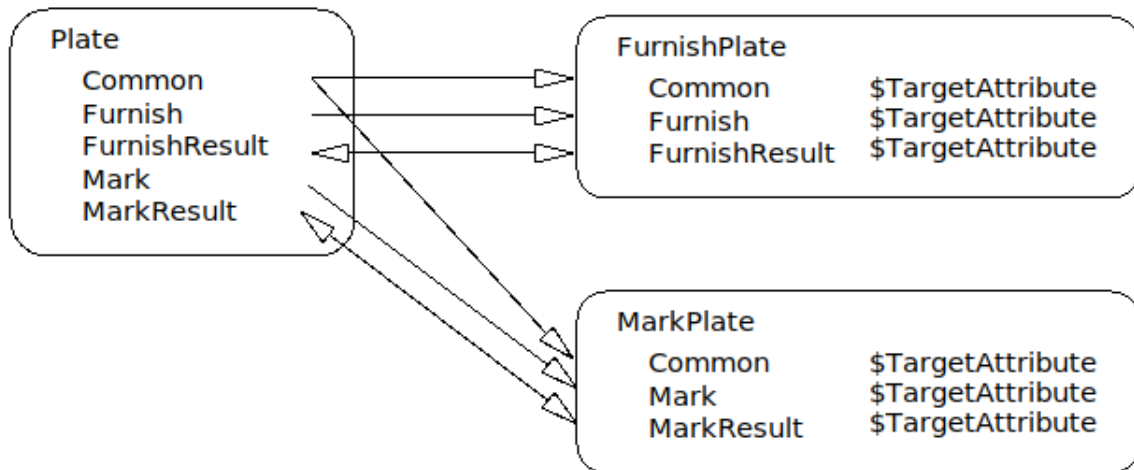 Plate
Common
Furnish
FurnishResult
Mark
MarkResult
FurnishPlate
Common $TargetAttribute
Furnish $TargetAttribute
FurnishResult $TargetAttribute
MarkPlate
Common $TargetAttribute
Mark $TargetAttribute
MarkResult $TargetAttribute